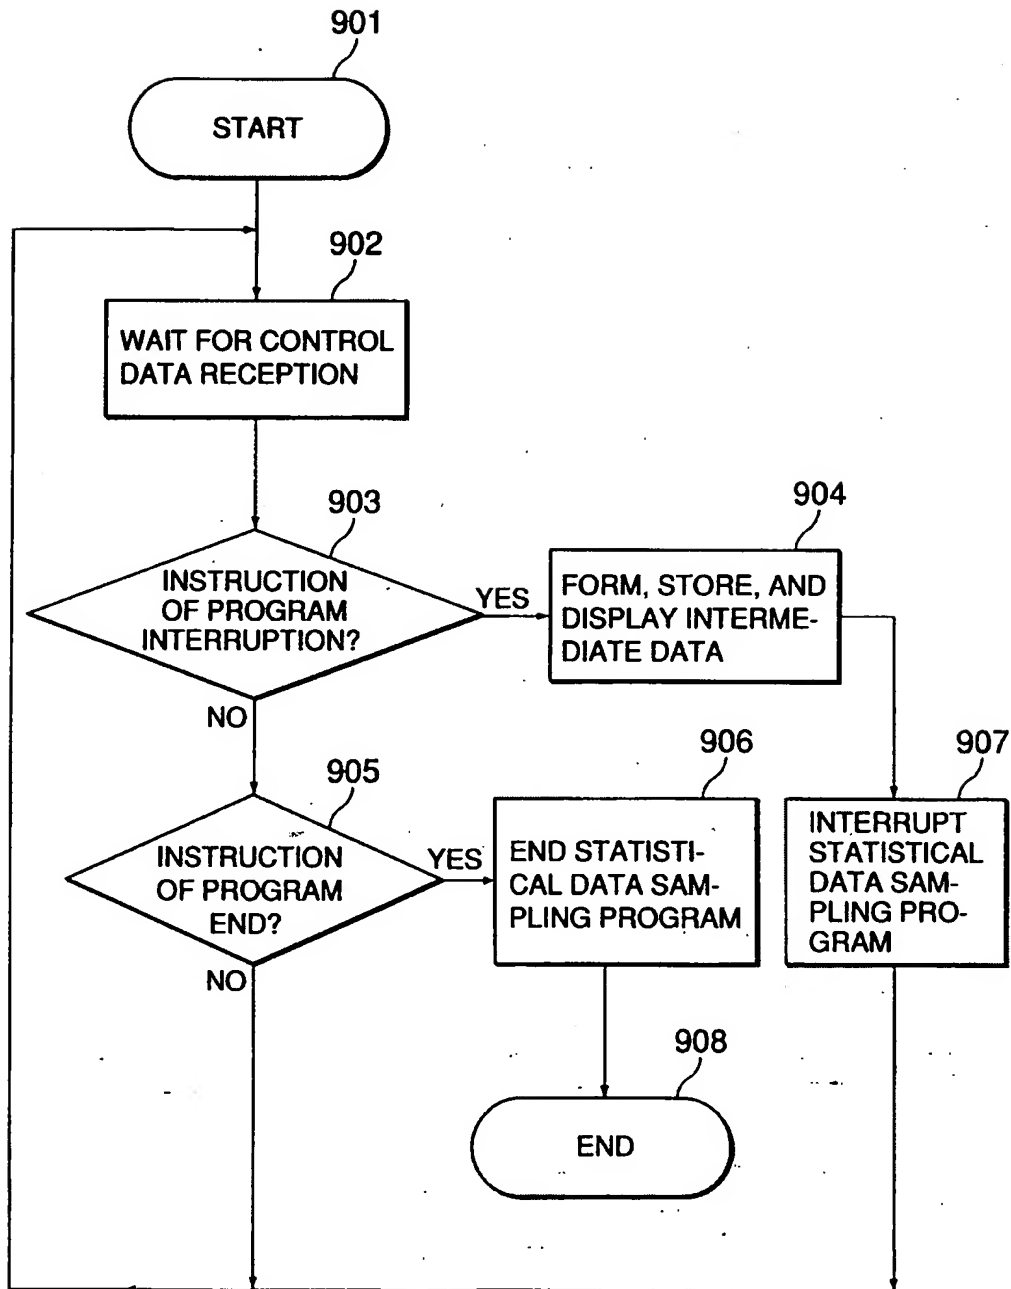 901
START
902
WAIT FOR CONTROL
DATA RECEPTION
903
INSTRUCTION
OF PROGRAM
INTERRUPTION?
YES
NO
904
FORM, STORE, AND
DISPLAY INTERME-
DIATE DATA
905
INSTRUCTION
OF PROGRAM
END?
YES
NO
906
END STATISTI-
CAL DATA SAM-
PLING PROGRAM
907
INTERRUPT
STATISTICAL
DATA SAM-
PLING PRO-
GRAM
908
END